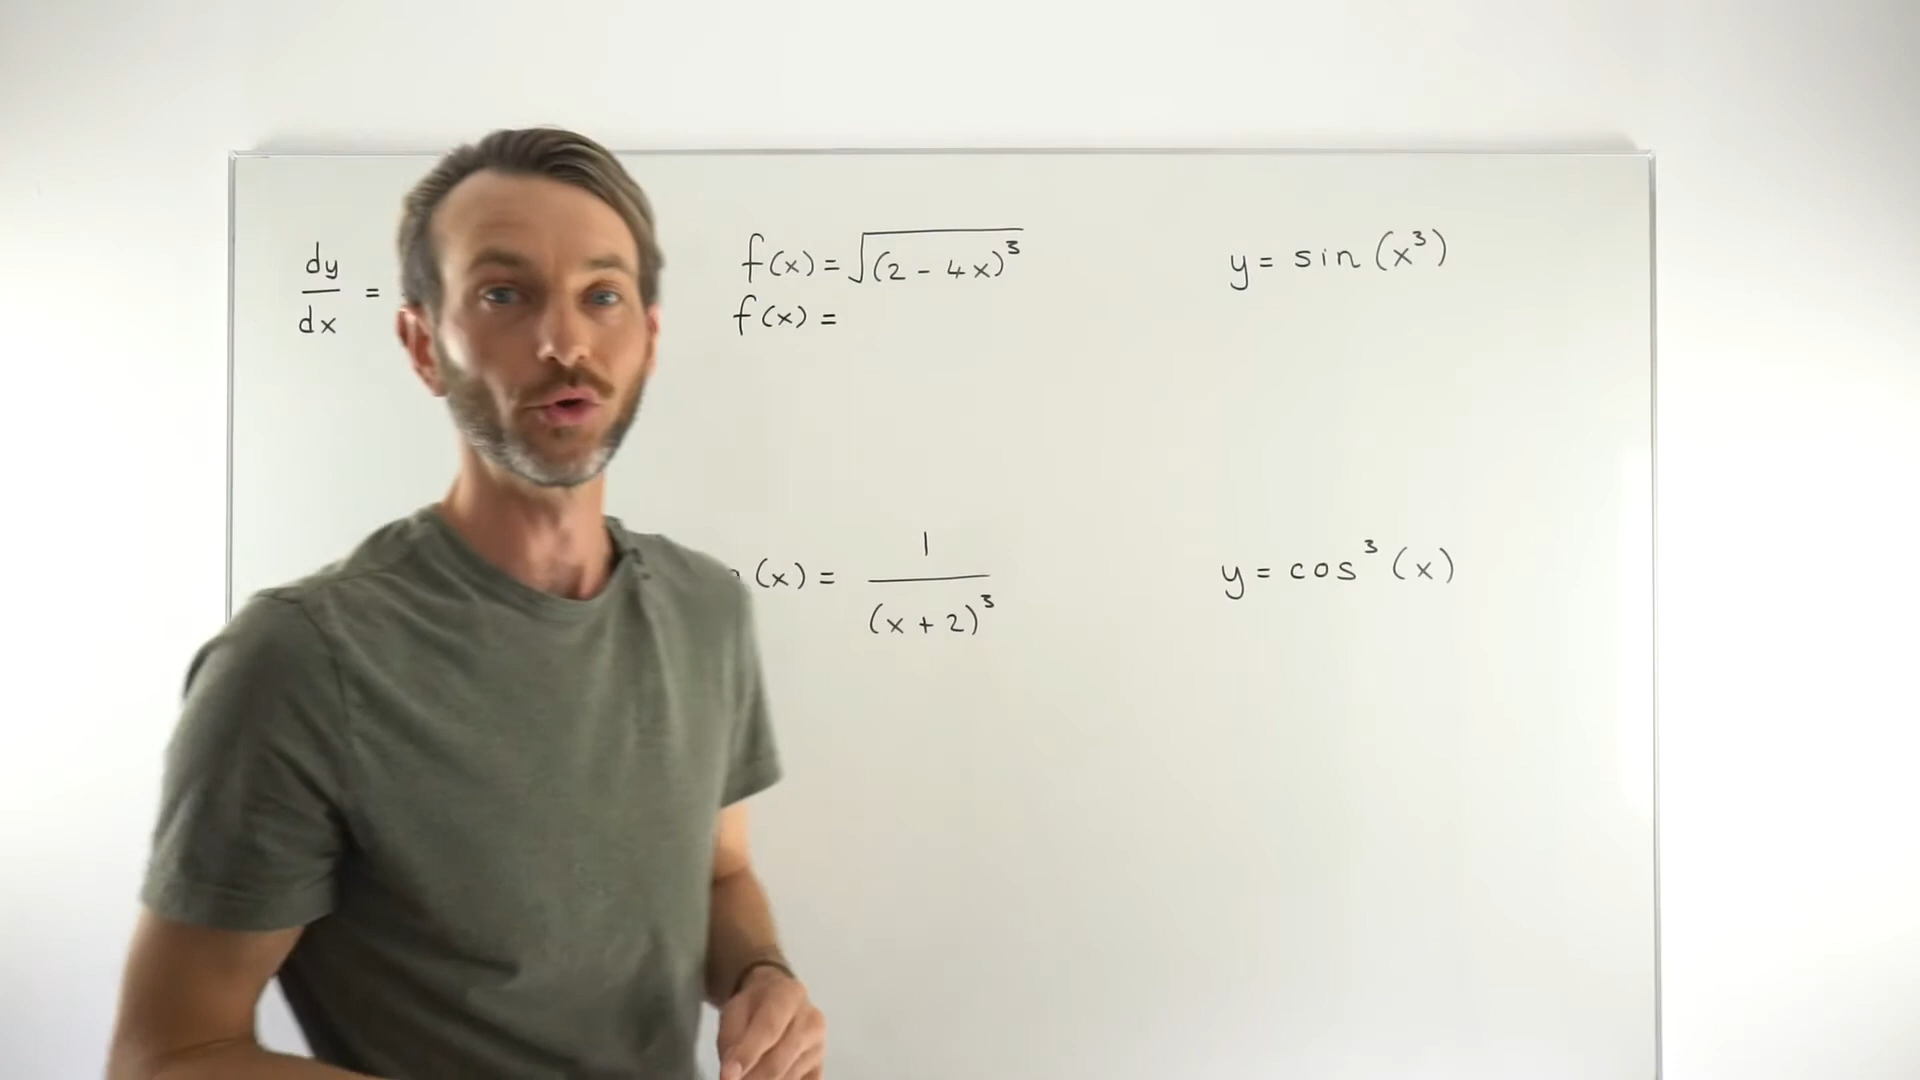 dy/dx =
f(x) = √(2 - 4x)³
f(x) =
y = sin (x³)
(x) = 1/(x + 2)³
y = cos³ (x)